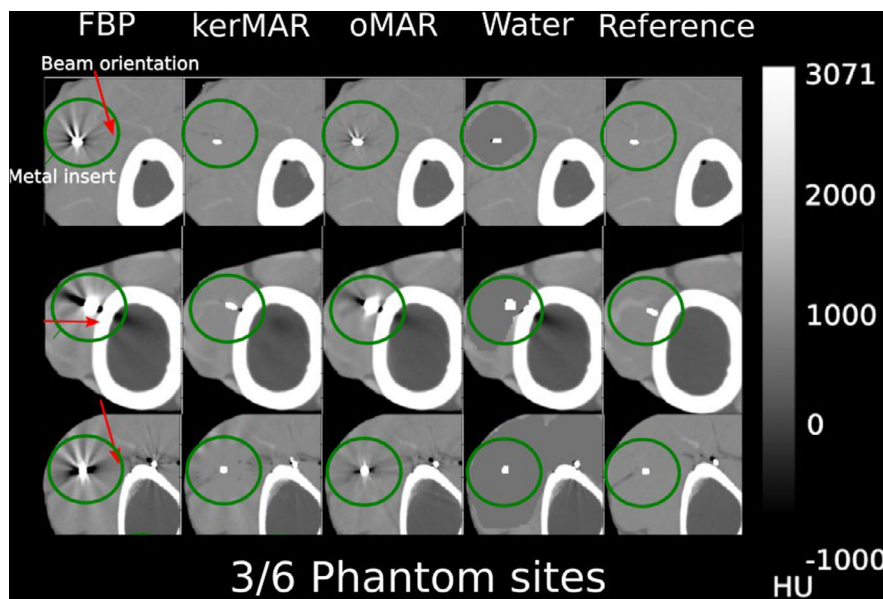 FBP kerMAR oMAR Water Reference
Beam orientation
Metal insert
3071
2000
1000
0
-1000
HU
3/6 Phantom sites